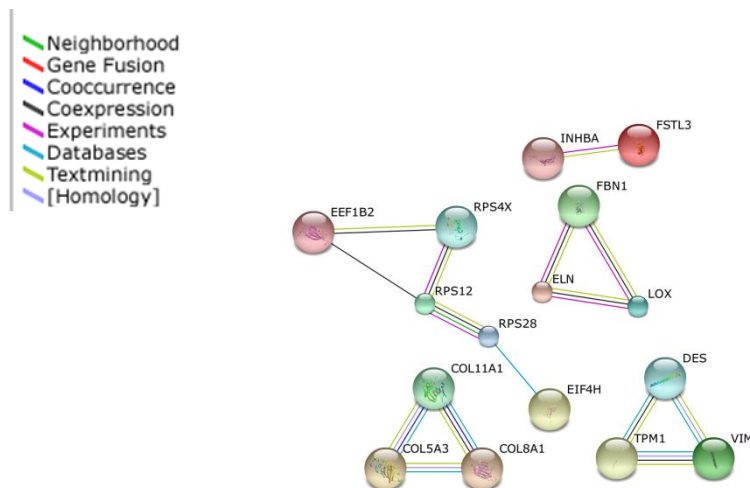 Neighborhood
Gene Fusion
Cooccurrence
Coexpression
Experiments
Databases
Textmining
[Homology]
INHBA
FSTL3
FBN1
EEF1B2
RPS4X
ELN
LOX
RPS12
RPS28
DES
COL11A1
EIF4H
TPM1
VIM
COL5A3
COL8A1